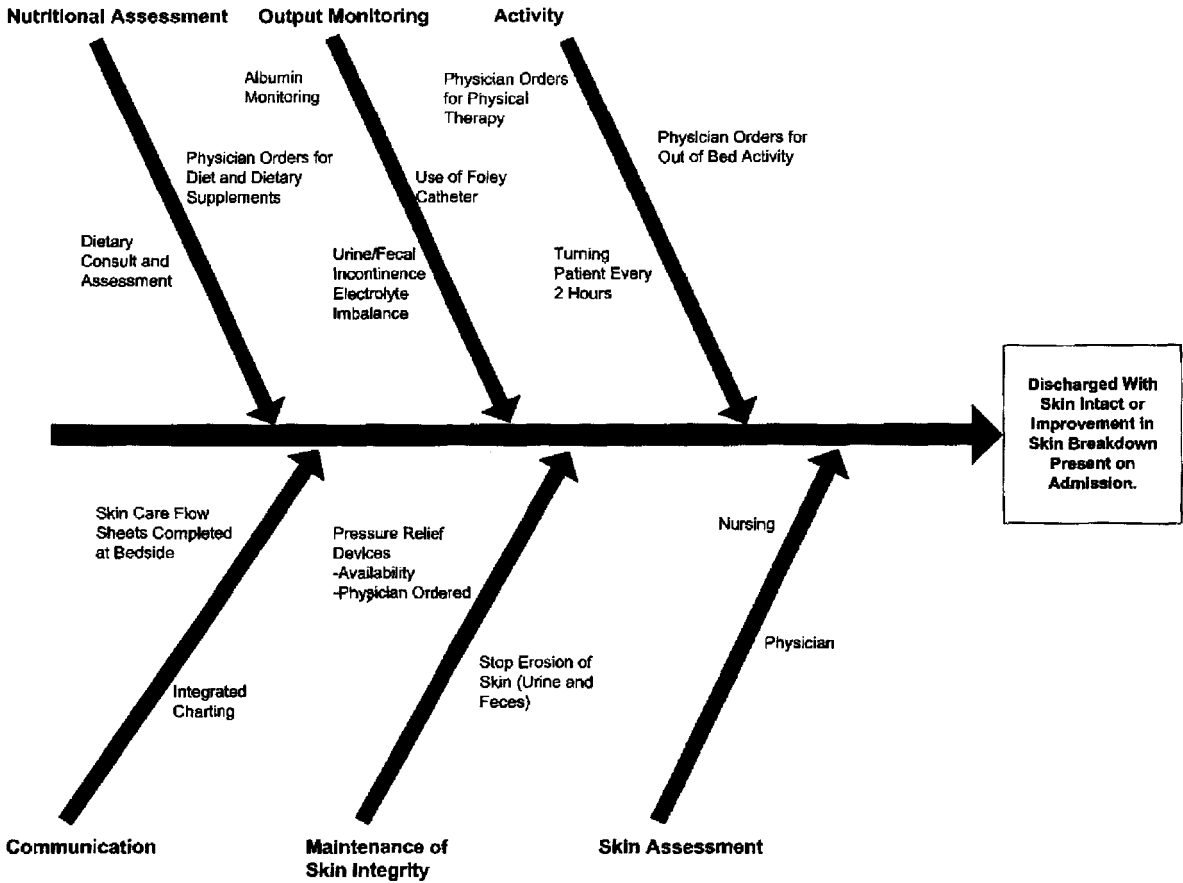 Nutritional Assessment
Output Monitoring
Activity
Albumin
Monitoring
Physician Orders
for Physical
Therapy
Physician Orders for
Out of Bed Activity
Physician Orders for
Diet and Dietary
Supplements
Use of Foley
Catheter
Dietary
Consult and
Assessment
Urine/Fecal
Incontinence
Electrolyte
Imbalance
Turning
Patient Every
2 Hours
Discharged With
Skin Intact or
Improvement in
Skin Breakdown
Present on
Admission.
Skin Care Flow
Sheets Completed
at Bedside
Pressure Relief
Devices
-Availability
-Physician Ordered
Nursing
Physician
Stop Erosion of
Skin (Urine and
Feces)
Integrated
Charting
Communication
Maintenance of
Skin Integrity
Skin Assessment